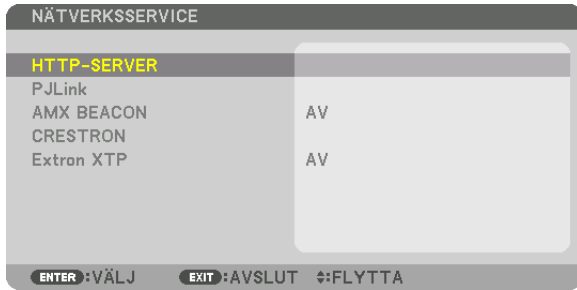 NÄTVERKSSERVICE
HTTP-SERVER
PJLink
AMX BEACON AV
CRESTRON
Extron XTP AV
ENTER:VÄLJ EXIT:AVSLUT ⬍:FLYTTA